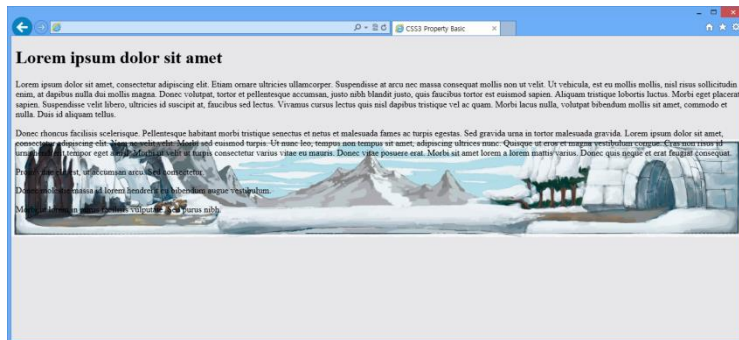 CSS3 Property Basic
Lorem ipsum dolor sit amet
Lorem ipsum dolor sit amet, consectetur adipiscing elit. Etiam ornare ultricies ullamcorper. Suspendisse at arcu nec massa consequat mollis non ut velit. Ut vehicula, est eu mollis mollis, nisl risus sollicitudin
enim, at dapibus nulla dui mollis magna. Donec volutpat, tortor et pellentesque accumsan, justo nibh blandit justo, quis faucibus tortor est euismod sapien. Aliquam tristique lobortis luctus. Morbi eget placerat
sapien. Suspendisse velit libero, ultricies id suscipit at, faucibus sed lectus. Vivamus cursus lectus quis nisl dapibus tristique vel ac quam. Morbi lacus nulla, volutpat bibendum mollis sit amet, commodo et
nulla. Duis id aliquam tellus.
Donec rhoncus facilisis scelerisque. Pellentesque habitant morbi tristique senectus et netus et malesuada fames ac turpis egestas. Sed gravida urna in tortor malesuada gravida. Lorem ipsum dolor sit amet,
consectetur adipiscing elit. Nam ac velit velit. Morbi sed euismod turpis. Ut nunc leo, tempus non tempus sit amet, adipiscing ultrices nunc. Quisque ut eros et magna vestibulum congue. Cras non risus id
urna tempor eget Morbi ut velit ut turpis consectetur varius vitae eu mauris. Donec vitae posuere erat. Morbi sit amet lorem a lorem mattis varius. Donec quis neque et erat feugiat consequat.
Proin est, ut accumsan arcu. Sed consectetur.
Donec molestie massa id lorem hendrerit eu bibendum augue vestibulum.
facilisis vulputate. Sed purus nibh.